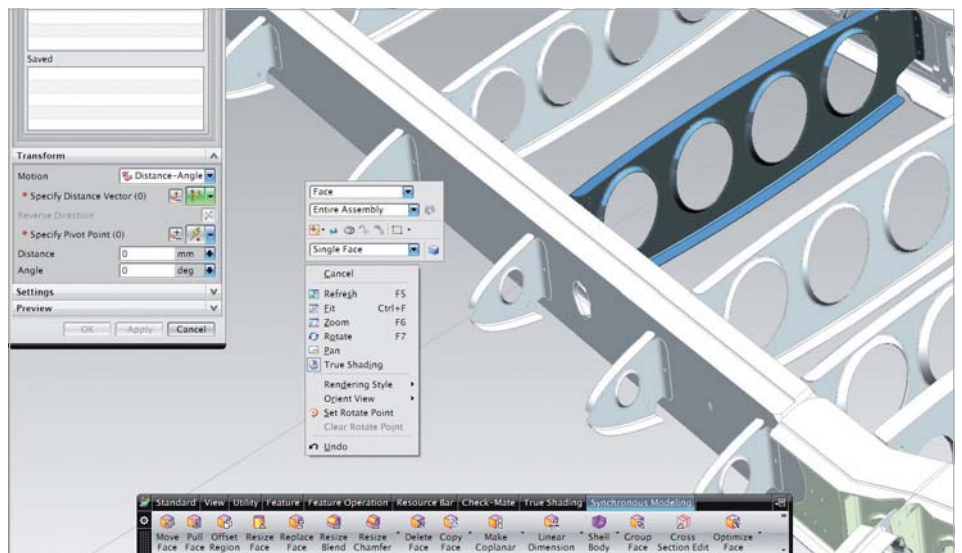 Saved
Transform
Motion
Distance-Angle
* Specify Distance Vector (0)
Reverse Direction
* Specify Pivot Point (0)
Distance 0 mm
Angle 0 deg
Settings
Preview
OK Apply Cancel
Face
Entire Assembly
Single Face
Cancel
Refresh F5
Fit Ctrl+F
Zoom F6
Rotate F7
Pan
True Shading
Rendering Style
Orient View
Set Rotate Point
Clear Rotate Point
Undo
Standard View Utility Feature Feature Operation Resource Bar Check-Mate True Shading Synchronous Modeling
Move Pull Offset Resize Replace Resize Resize Delete Copy Make Linear Shell Group Cross Optimize
Face Face Region Face Face Blend Chamfer Face Face Coplanar Dimension Body Face Section Edit Face